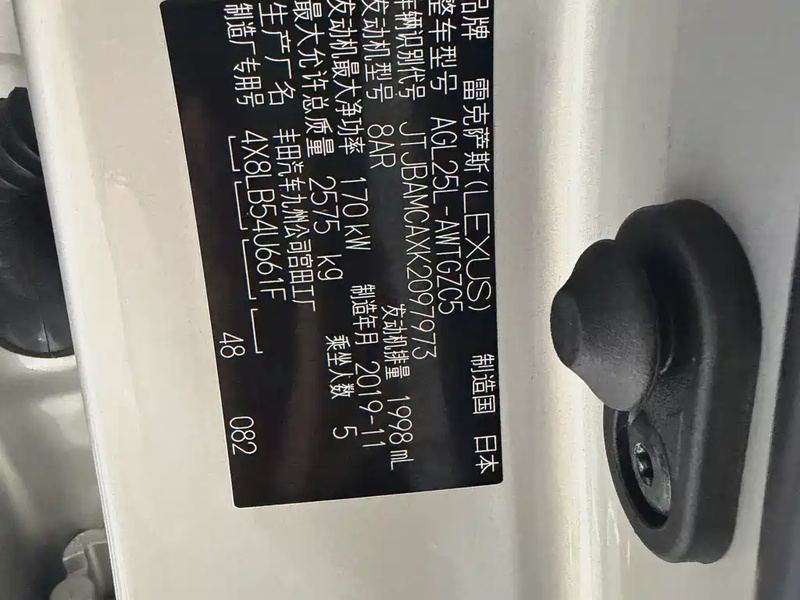 品牌 雷克萨斯(LEXUS) 制造国 日本
整车型号 AGL25L-AWTGZC5
车辆识别代号 JTJBAMCAXK2097973
发动机型号 8AR 发动机排量 1998 mL
发动机最大净功率 170 kW 制造年月 2019-11
最大允许总质量 2575 kg 乘坐人数 5
生产厂名 丰田汽车九州公司宫田工厂
制造厂专用号 4X8LB54U661F 48 082